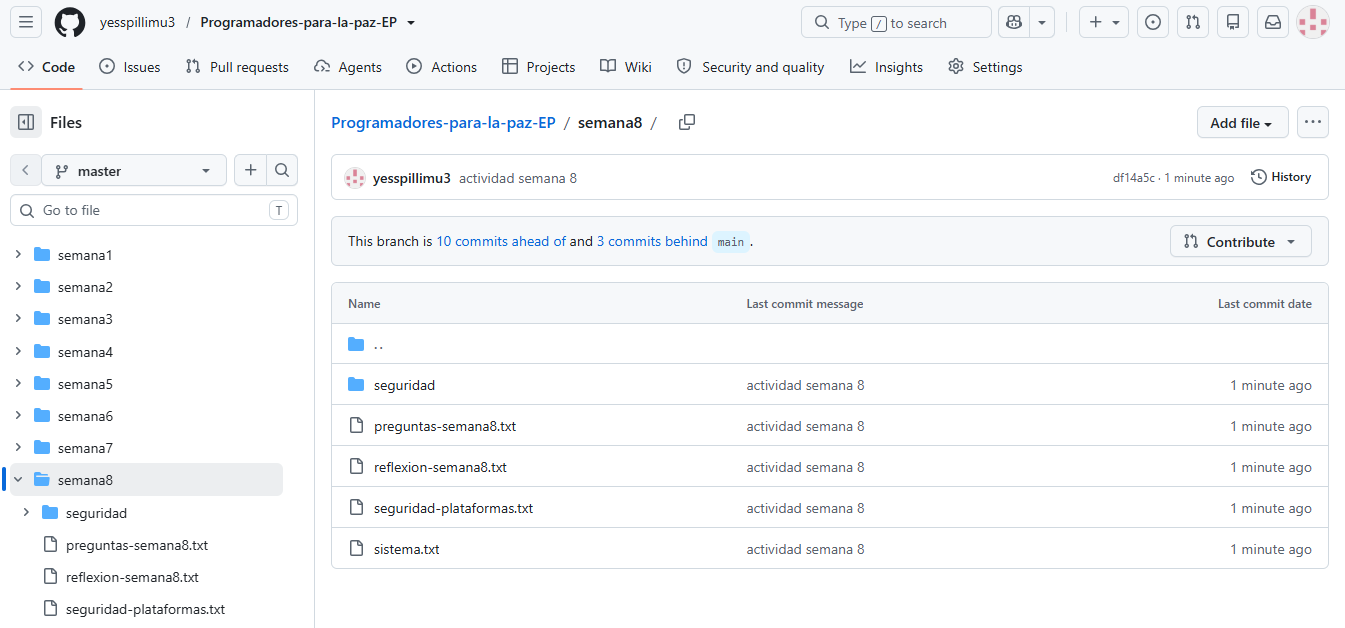 yesspillimu3 / Programadores-para-la-paz-EP
Type / to search
Code Issues Pull requests Agents Actions Projects Wiki Security and quality Insights Settings
Files
master
Go to file T
semana1
semana2
semana3
semana4
semana5
semana6
semana7
semana8
seguridad
preguntas-semana8.txt
reflexion-semana8.txt
seguridad-plataformas.txt
Programadores-para-la-paz-EP / semana8 /
Add file
yesspillimu3 actividad semana 8 df14a5c · 1 minute ago History
This branch is 10 commits ahead of and 3 commits behind main .
Contribute
Name Last commit message Last commit date
..
seguridad actividad semana 8 1 minute ago
preguntas-semana8.txt actividad semana 8 1 minute ago
reflexion-semana8.txt actividad semana 8 1 minute ago
seguridad-plataformas.txt actividad semana 8 1 minute ago
sistema.txt actividad semana 8 1 minute ago